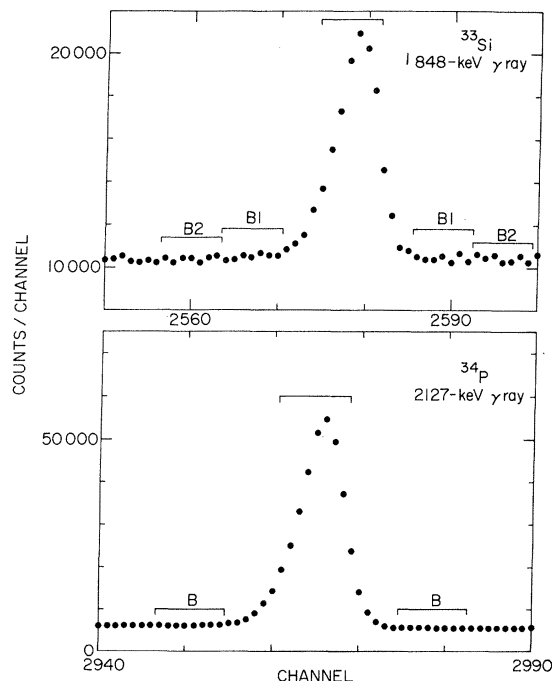 20000
33Si
1848-keV γ ray
B1
B2
B1
B2
10000
2560
2590
COUNTS / CHANNEL
34P
2127-keV γ ray
50000
B
B
0
2940
CHANNEL
2990